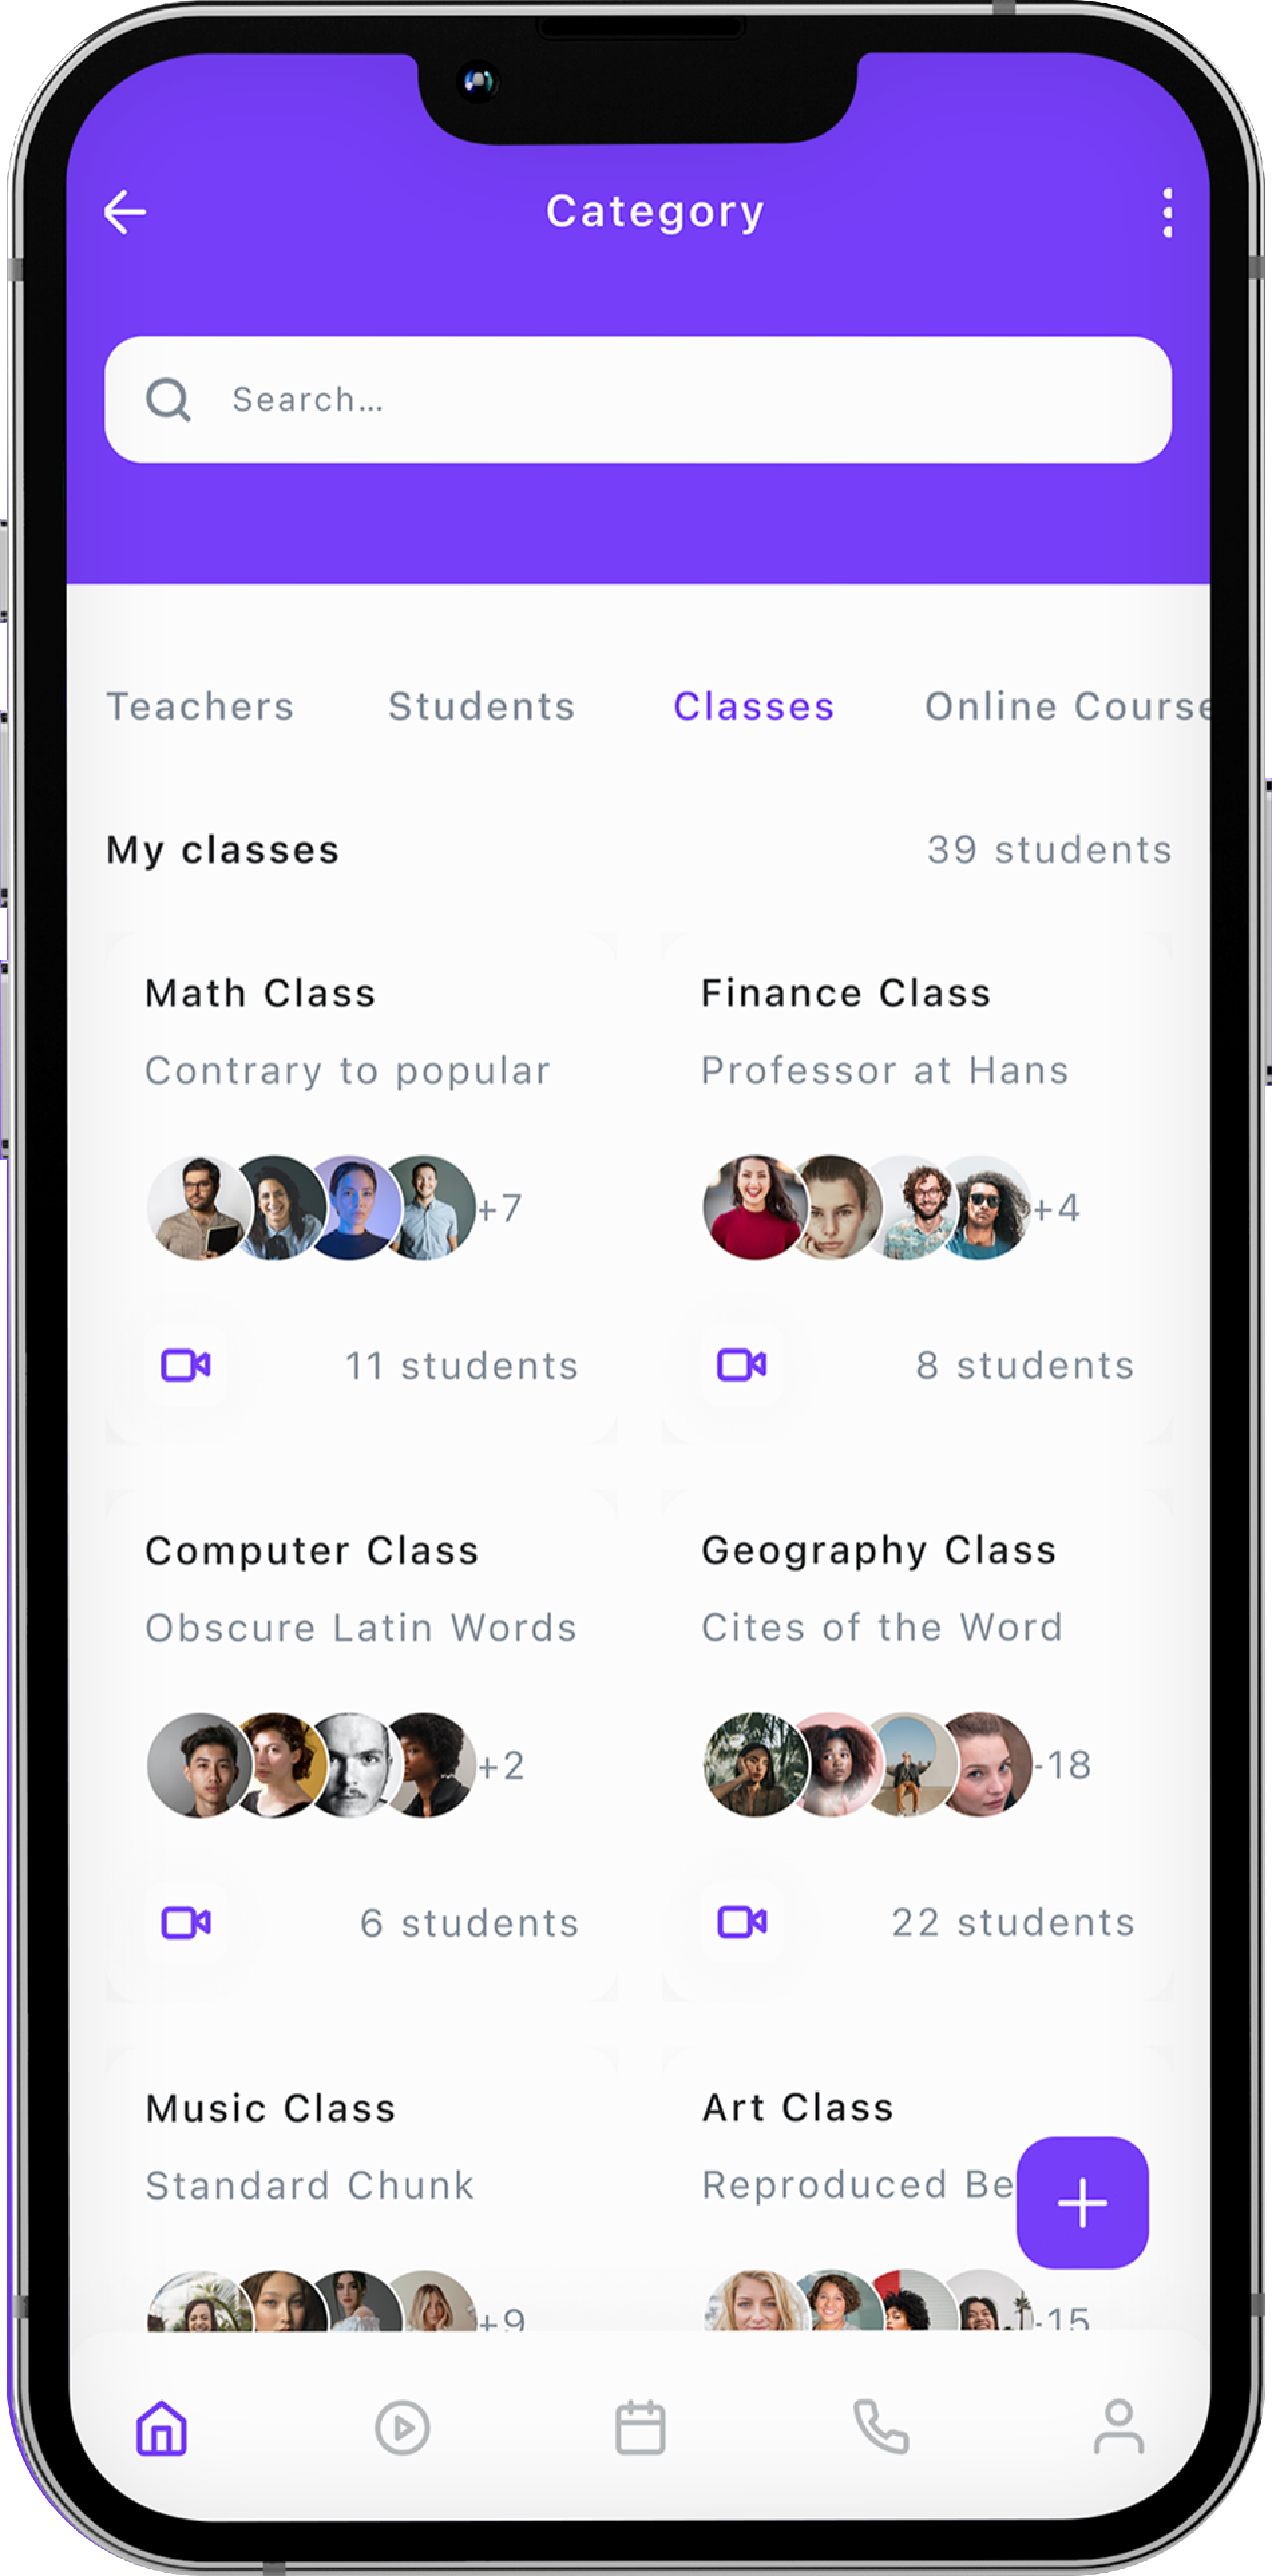 Category
Search...
Teachers Students Classes Online Course
My classes 39 students
Math Class
Contrary to popular
+7
11 students
Finance Class
Professor at Hans
+4
8 students
Computer Class
Obscure Latin Words
+2
6 students
Geography Class
Cites of the Word
-18
22 students
Music Class
Standard Chunk
+9
Art Class
Reproduced Be
-15